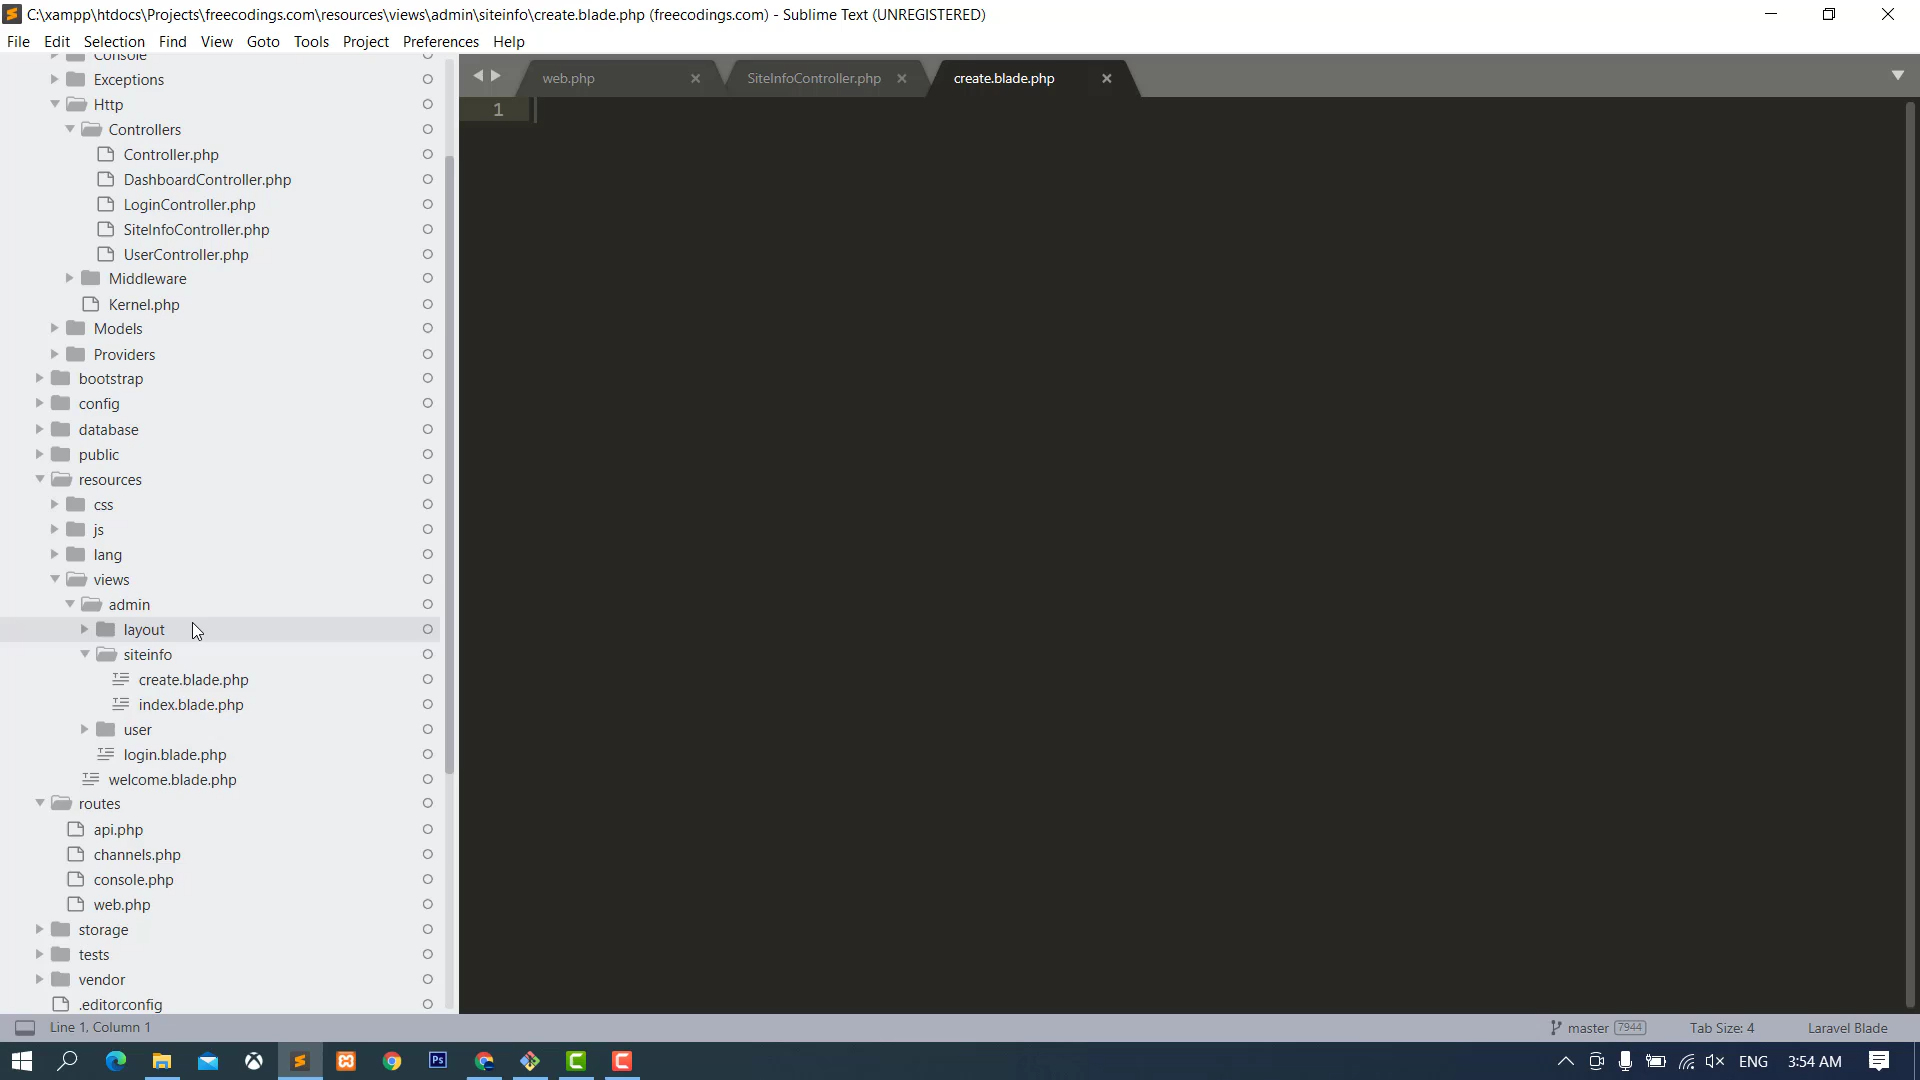 C:\xampp\htdocs\Projects\freecodings.com\resources\views\admin\siteinfo\create.blade.php (freecodings.com) - Sublime Text (UNREGISTERED)
File Edit Selection Find View Goto Tools Project Preferences Help
Console
Exceptions
Http
Controllers
Controller.php
DashboardController.php
LoginController.php
SiteInfoController.php
UserController.php
Middleware
Kernel.php
Models
Providers
bootstrap
config
database
public
resources
css
js
lang
views
admin
layout
siteinfo
create.blade.php
index.blade.php
user
login.blade.php
welcome.blade.php
routes
api.php
channels.php
console.php
web.php
storage
tests
vendor
.editorconfig
web.php SiteInfoController.php create.blade.php
1
Line 1, Column 1 master 7944 Tab Size: 4 Laravel Blade
Ps ENG 3:54 AM